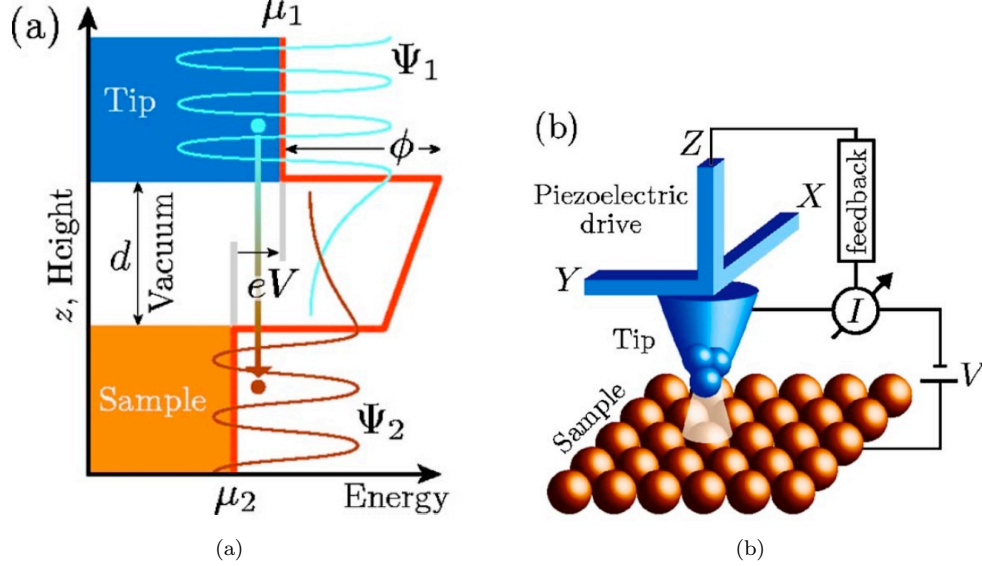 (a)
μ₁
Ψ₁
Tip
ϕ
z, Height
d
Vacuum
eV
Sample
Ψ₂
μ₂
Energy
(b)
Z
Piezoelectric
drive
X
Y
feedback
I
Tip
V
Sample
(a)
(b)